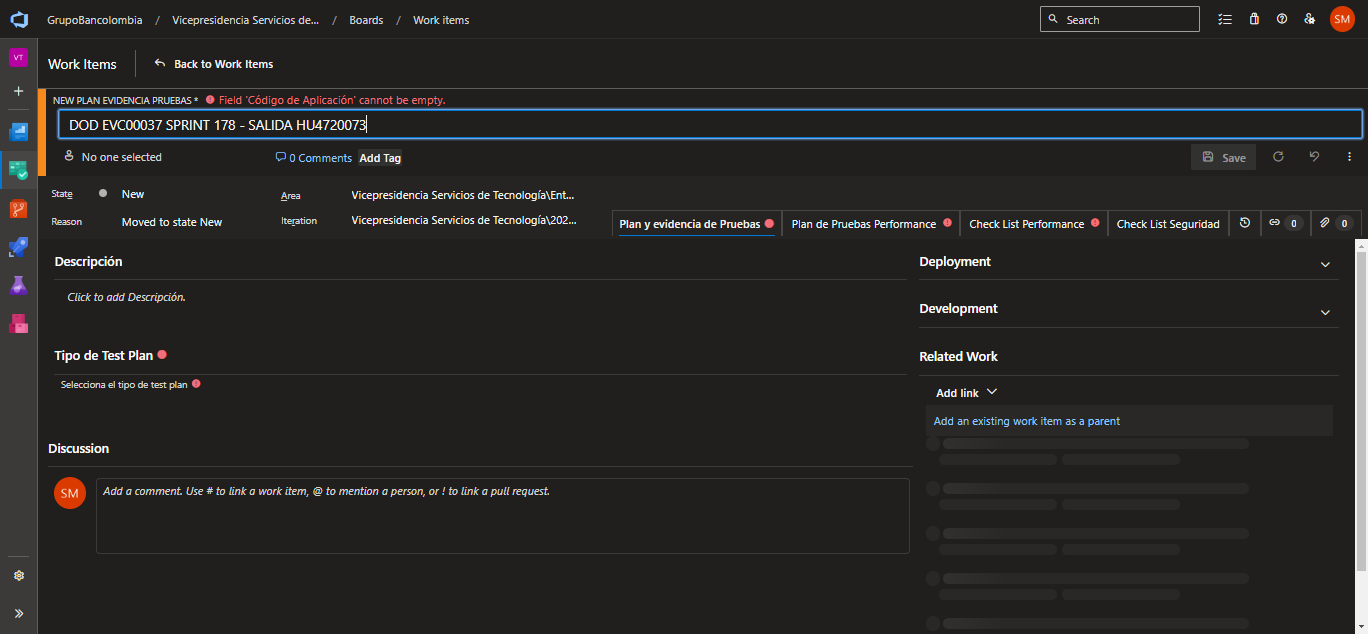 GrupoBancolombia / Vicepresidencia Servicios de... / Boards / Work items
Search
SM
VT
Work Items
Back to Work Items
NEW PLAN EVIDENCIA PRUEBAS * Field 'Código de Aplicación' cannot be empty.
DOD EVC00037 SPRINT 178 - SALIDA HU4720073
No one selected
0 Comments
Add Tag
Save
State
New
Area
Vicepresidencia Servicios de Tecnología\Ent...
Reason
Moved to state New
Iteration
Vicepresidencia Servicios de Tecnología\202...
Plan y evidencia de Pruebas
Plan de Pruebas Performance
Check List Performance
Check List Seguridad
0
0
Descripción
Click to add Descripción.
Tipo de Test Plan
Selecciona el tipo de test plan
Discussion
SM
Add a comment. Use # to link a work item, @ to mention a person, or ! to link a pull request.
Deployment
Development
Related Work
Add link
Add an existing work item as a parent